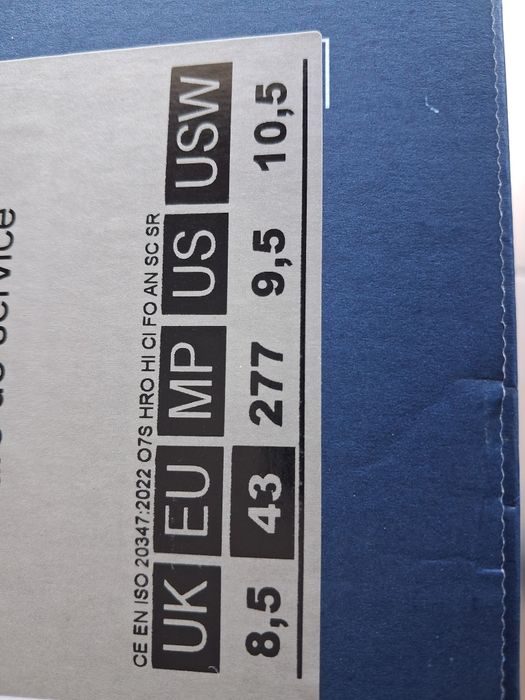 service
CE EN ISO 20347:2022 O7S HRO HI CI FO AN SC SR
UK EU MP US USW
8,5 43 277 9,5 10,5